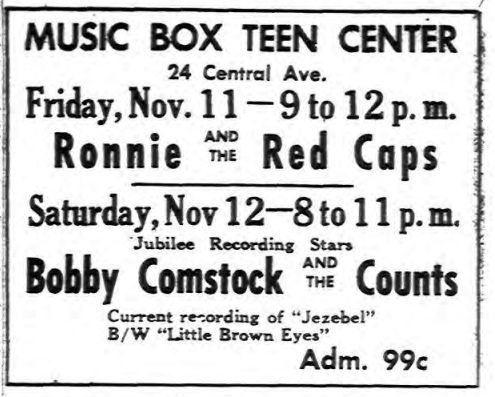 MUSIC BOX TEEN CENTER
24 Central Ave.
Friday, Nov. 11—9 to 12 p. m.
Ronnie AND THE Red Caps
Saturday, Nov 12—8 to 11 p. m.
Jubilee Recording Stars
Bobby Comstock AND THE Counts
Current recording of "Jezebel"
B/W "Little Brown Eyes"
Adm. 99c